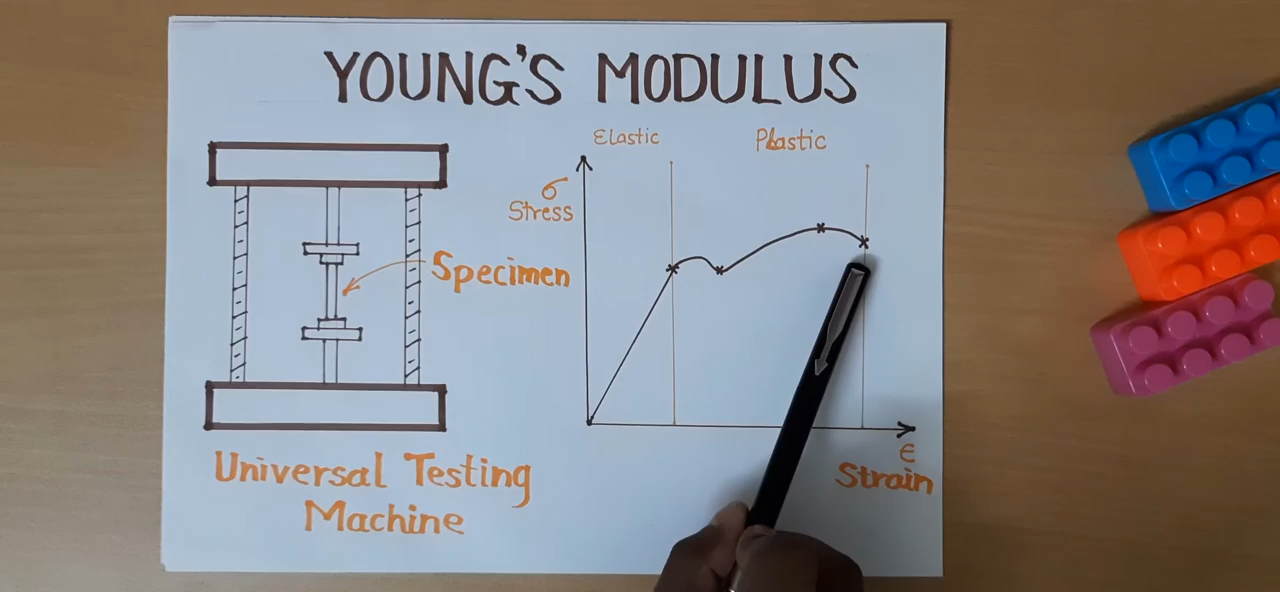 YOUNG'S MODULUS
Elastic
Plastic
σ
Stress
Specimen
ϵ
Strain
Universal Testing
Machine